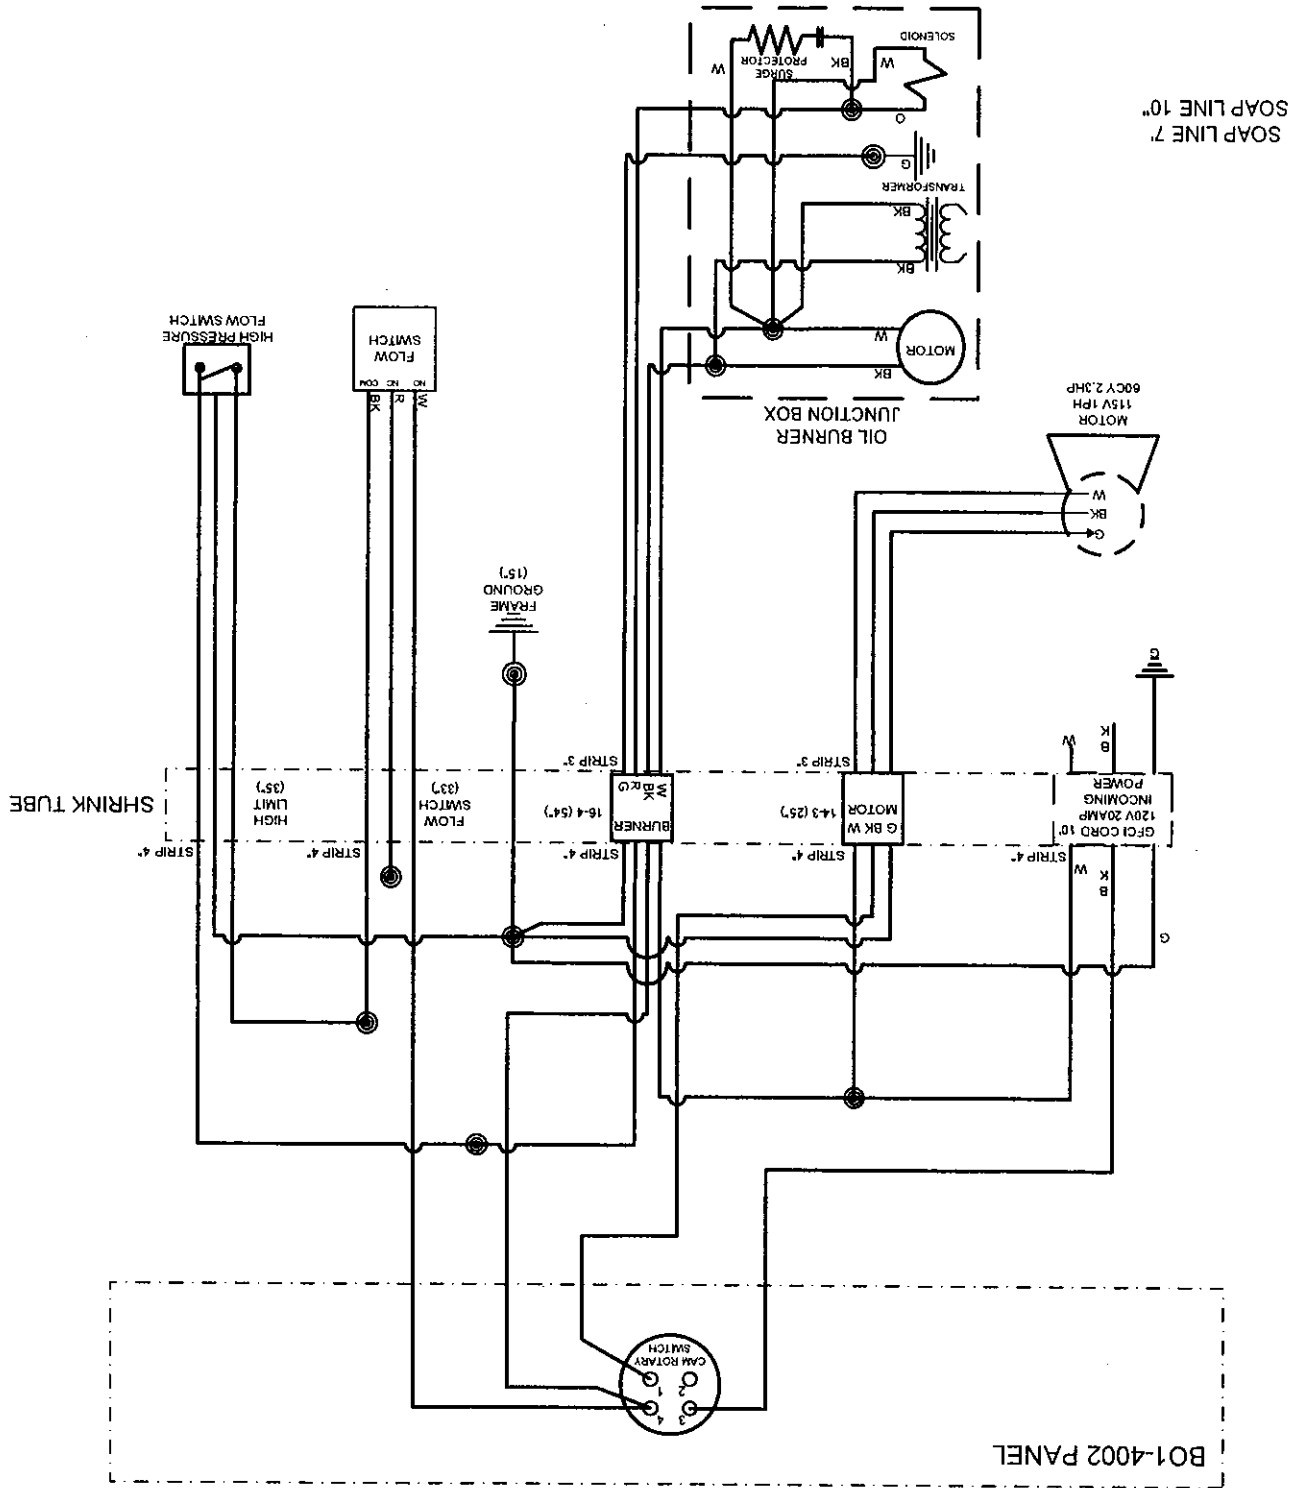 BO1-4002 PANEL
3
4
2
1
CAM ROTARY
SWITCH
G
B
K
W
STRIP 4"
STRIP 4"
STRIP 4"
STRIP 4"
STRIP 4"
GFCI CORD 10'
120V 20AMP
INCOMING
POWER
G BK W
MOTOR
14-3 (25")
BURNER
W
BK
R
G
16-4 (54")
FLOW
SWITCH
(33")
HIGH
LIMIT
(35")
SHRINK TUBE
B
K
W
STRIP 3"
STRIP 3"
G
FRAME
GROUND
(15")
G
BK
W
MOTOR
115V 1PH
60CY 2.3HP
OIL BURNER
JUNCTION BOX
MOTOR
BK
W
BK
BK
TRANSFORMER
G
O
W
BK
SURGE
PROTECTOR
W
SOLENOID
W
R
BK
NO
NC
COM
FLOW
SWITCH
HIGH PRESSURE
FLOW SWITCH
SOAP LINE 7'
SOAP LINE 10"